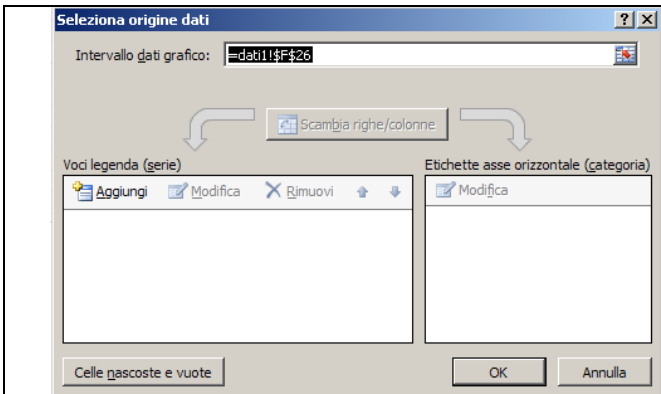 Seleziona origine dati
Intervallo dati grafico: =dati1!$F$26
Scambia righe/colonne
Voci legenda (serie)
Etichette asse orizzontale (categoria)
Aggiungi Modifica Rimuovi
Modifica
Celle nascoste e vuote
OK Annulla